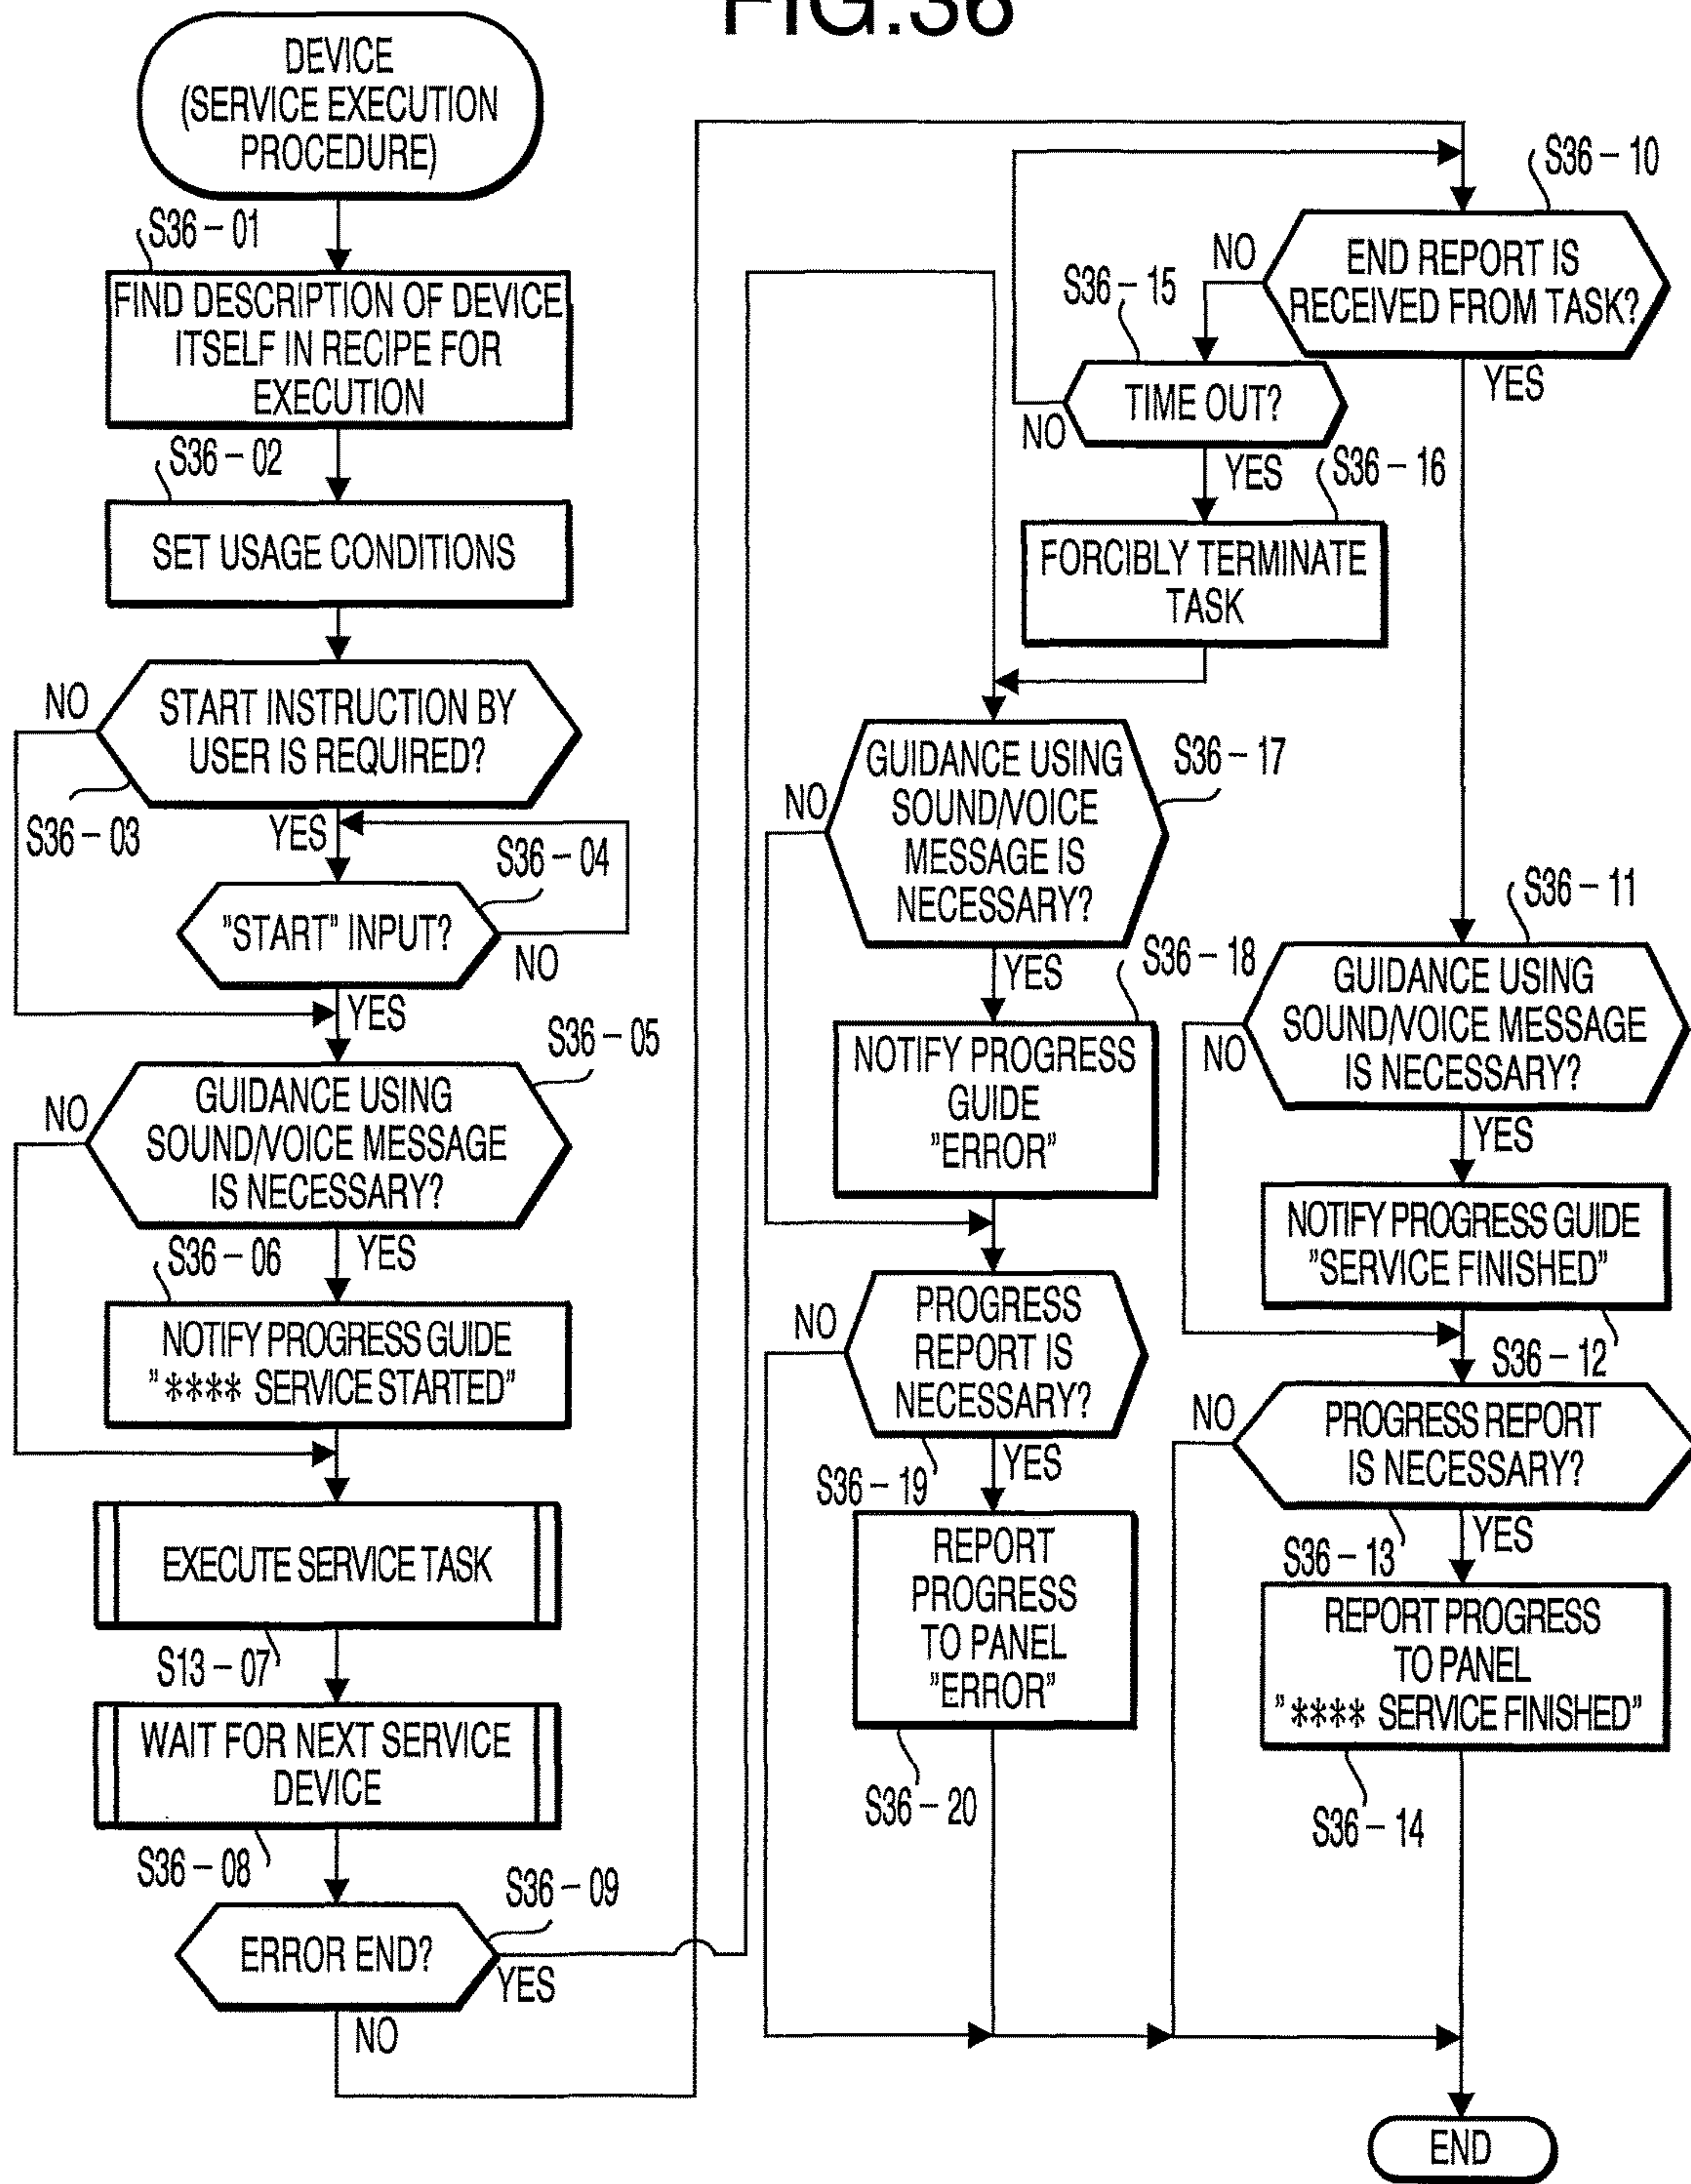 FIG.36
DEVICE
(SERVICE EXECUTION
PROCEDURE)
S36-01
FIND DESCRIPTION OF DEVICE
ITSELF IN RECIPE FOR
EXECUTION
S36-02
SET USAGE CONDITIONS
NO
START INSTRUCTION BY
USER IS REQUIRED?
S36-03
YES
S36-04
"START" INPUT?
NO
YES
S36-05
NO
GUIDANCE USING
SOUND/VOICE MESSAGE
IS NECESSARY?
S36-06
YES
NOTIFY PROGRESS GUIDE
"**** SERVICE STARTED"
EXECUTE SERVICE TASK
S13-07
WAIT FOR NEXT SERVICE
DEVICE
S36-08
S36-09
ERROR END?
YES
NO
S36-10
NO
END REPORT IS
RECEIVED FROM TASK?
YES
S36-15
TIME OUT?
NO
YES
S36-16
FORCIBLY TERMINATE
TASK
S36-17
NO
GUIDANCE USING
SOUND/VOICE
MESSAGE IS
NECESSARY?
YES
S36-18
NOTIFY PROGRESS
GUIDE
"ERROR"
NO
PROGRESS
REPORT IS
NECESSARY?
S36-19
YES
REPORT
PROGRESS
TO PANEL
"ERROR"
S36-20
S36-11
GUIDANCE USING
SOUND/VOICE MESSAGE
IS NECESSARY?
NO
YES
NOTIFY PROGRESS GUIDE
"SERVICE FINISHED"
S36-12
NO
PROGRESS REPORT
IS NECESSARY?
S36-13
YES
REPORT PROGRESS
TO PANEL
"**** SERVICE FINISHED"
S36-14
END